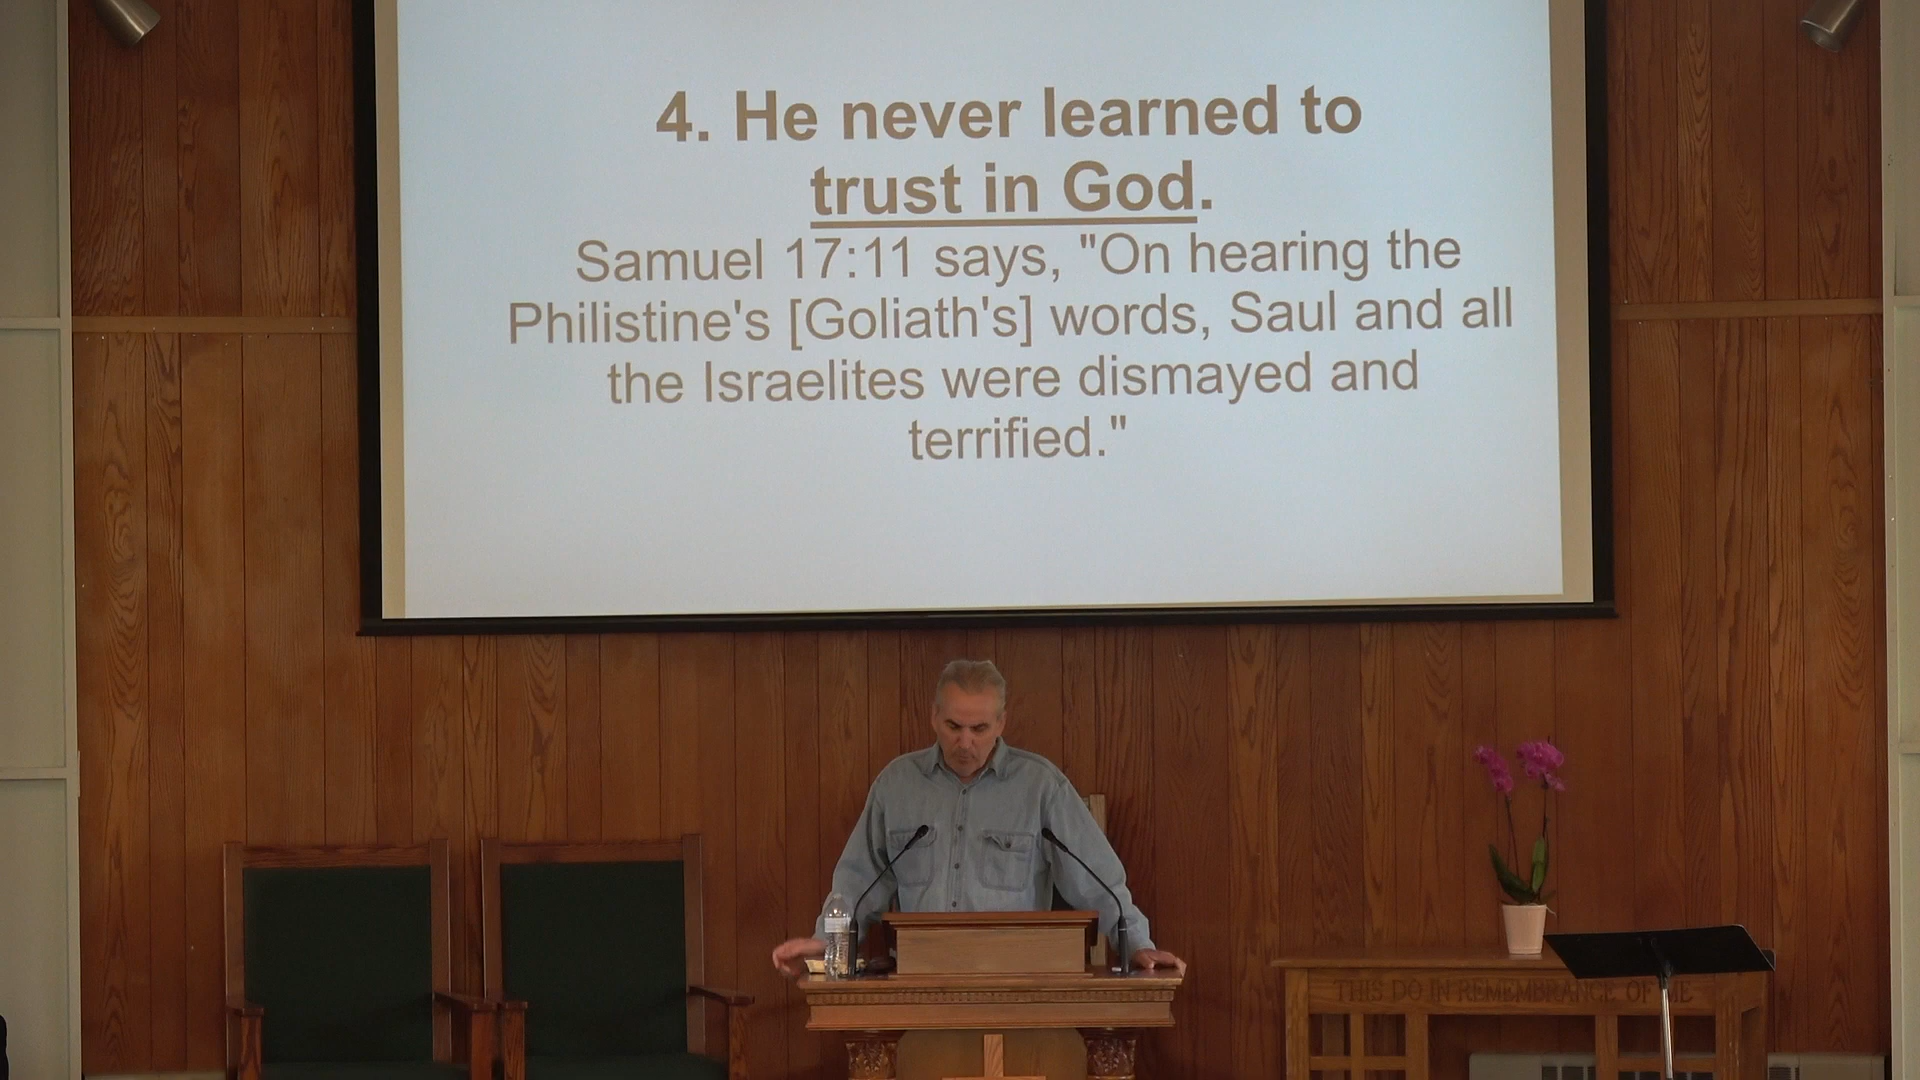 4. He never learned to
trust in God.
Samuel 17:11 says, "On hearing the
Philistine's [Goliath's] words, Saul and all
the Israelites were dismayed and
terrified."
THIS DO IN REMEMBRANCE OF ME